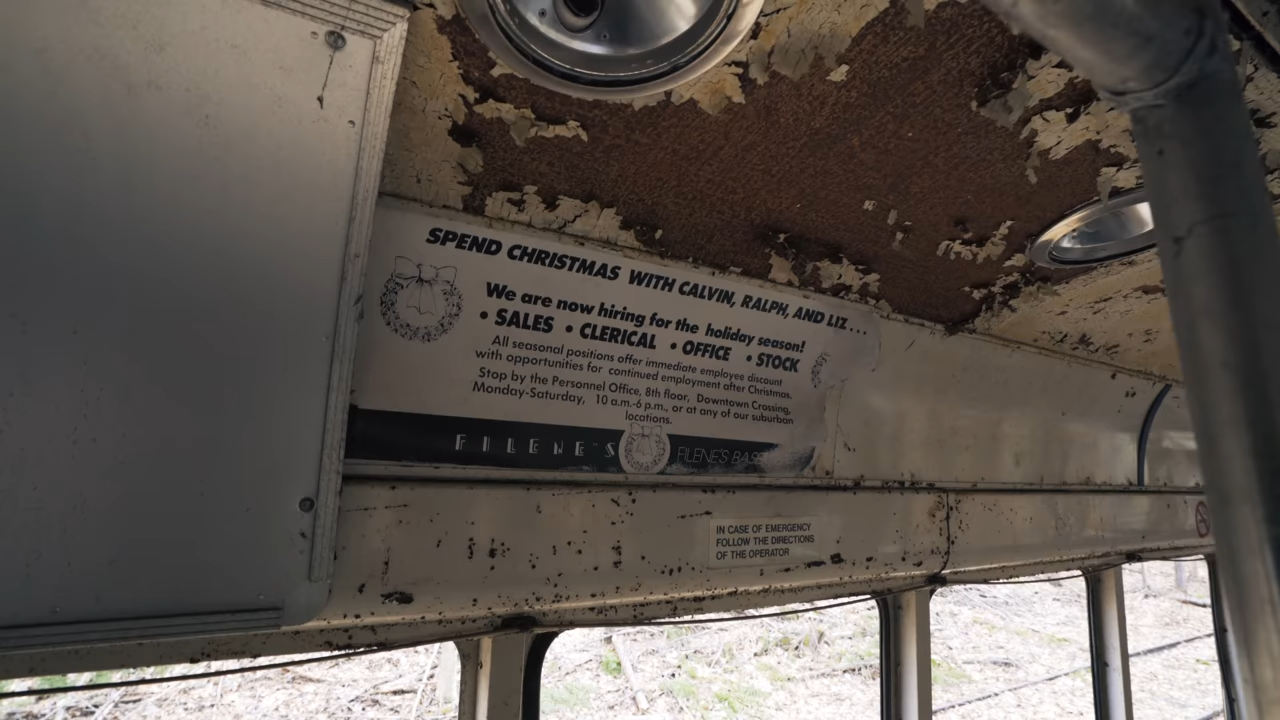 SPEND CHRISTMAS WITH CALVIN, RALPH, AND LIZ...
We are now hiring for the holiday season!
• SALES • CLERICAL • OFFICE • STOCK
All seasonal positions offer immediate employee discount
with opportunities for continued employment after Christmas.
Stop by the Personnel Office, 8th floor, Downtown Crossing,
Monday-Saturday, 10 a.m.-6 p.m., or at any of our suburban
locations.
FILENE'S FILENE'S
IN CASE OF EMERGENCY
FOLLOW THE DIRECTIONS
OF THE OPERATOR